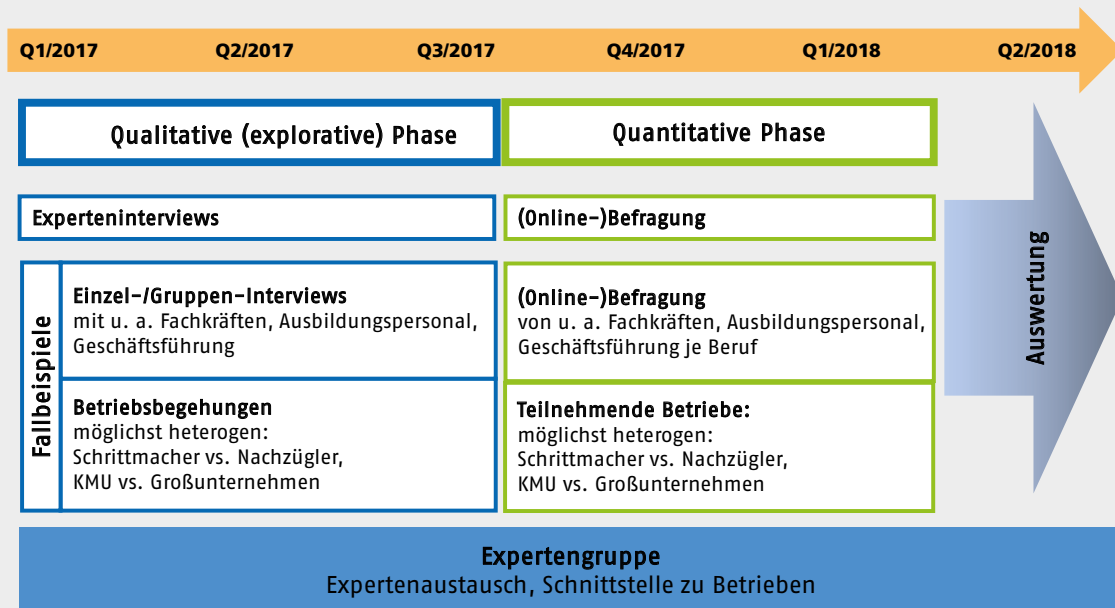 Q1/2017 Q2/2017 Q3/2017 Q4/2017 Q1/2018 Q2/2018
Qualitative (explorative) Phase
Quantitative Phase
Experteninterviews
(Online-)Befragung
Fallbeispiele
Einzel-/Gruppen-Interviews
mit u. a. Fachkräften, Ausbildungspersonal,
Geschäftsführung
(Online-)Befragung
von u. a. Fachkräften, Ausbildungspersonal,
Geschäftsführung je Beruf
Betriebsbegehungen
möglichst heterogen:
Schrittmacher vs. Nachzügler,
KMU vs. Großunternehmen
Teilnehmende Betriebe:
möglichst heterogen:
Schrittmacher vs. Nachzügler,
KMU vs. Großunternehmen
Auswertung
Expertengruppe
Expertenaustausch, Schnittstelle zu Betrieben